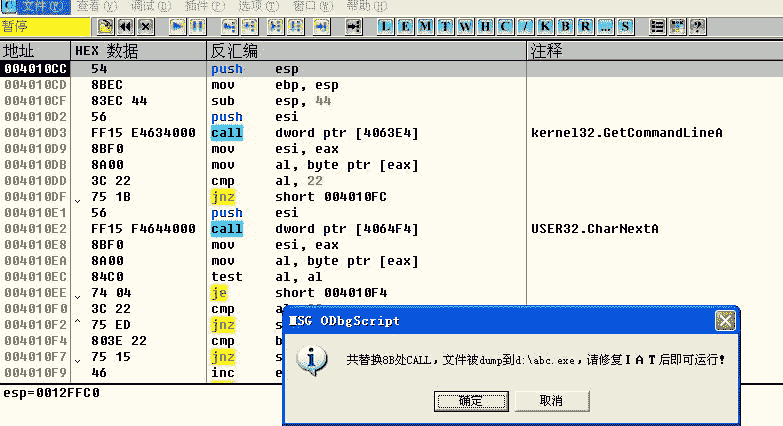 C 文件(F) 查看(V) 调试(D) 插件(P) 选项(T) 窗口(W) 帮助(H)
暂停 L E M T W H C / K B R ... S
地址 HEX 数据 反汇编 注释
004010CC 54 push esp
004010CD 8BEC mov ebp, esp
004010CF 83EC 44 sub esp, 44
004010D2 56 push esi
004010D3 FF15 E4634000 call dword ptr [4063E4] kernel32.GetCommandLineA
004010D9 8BF0 mov esi, eax
004010DB 8A00 mov al, byte ptr [eax]
004010DD 3C 22 cmp al, 22
004010DF 75 1B jnz short 004010FC
004010E1 56 push esi
004010E2 FF15 F4644000 call dword ptr [4064F4] USER32.CharNextA
004010E8 8BF0 mov esi, eax
004010EA 8A00 mov al, byte ptr [eax]
004010EC 84C0 test al, al
004010EE 74 04 je short 004010F4
004010F0 3C 22 cmp
004010F2 75 ED jnz s
004010F4 803E 22 cmp b
004010F7 75 15 jnz s
004010F9 46 inc e
MSG ODbgScript
共替换8B处CALL，文件被dump到d:\abc.exe，请修复ＩＡＴ后即可运行！
确定 取消
esp=0012FFC0